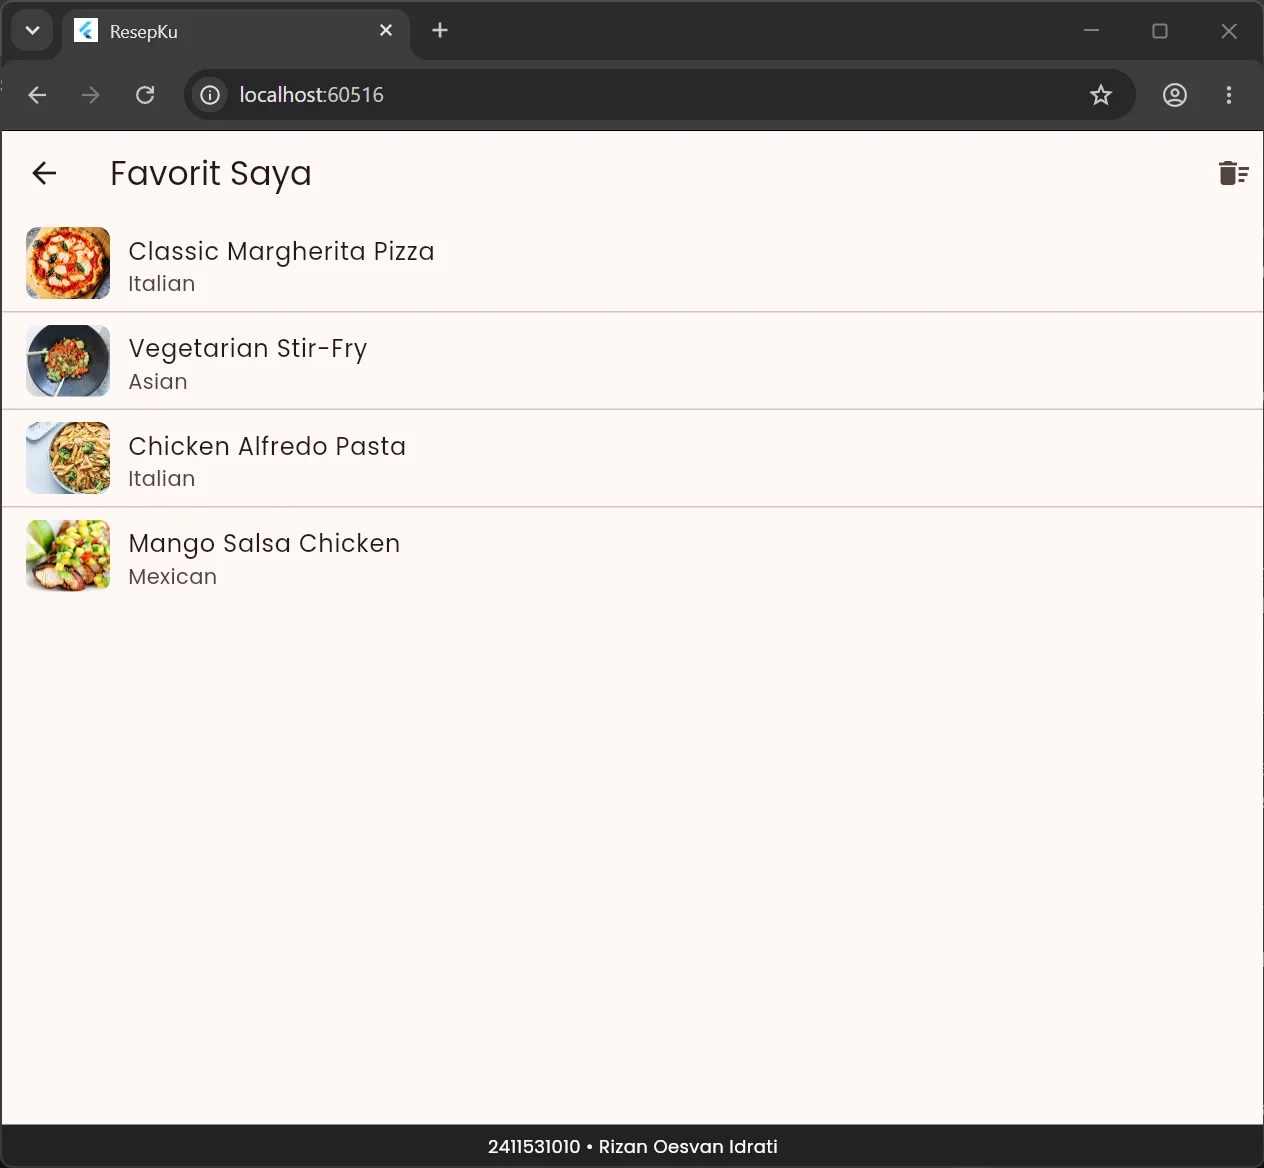 ResepKu
localhost:60516
Favorit Saya
Classic Margherita Pizza
Italian
Vegetarian Stir-Fry
Asian
Chicken Alfredo Pasta
Italian
Mango Salsa Chicken
Mexican
2411531010 • Rizan Oesvan Idrati